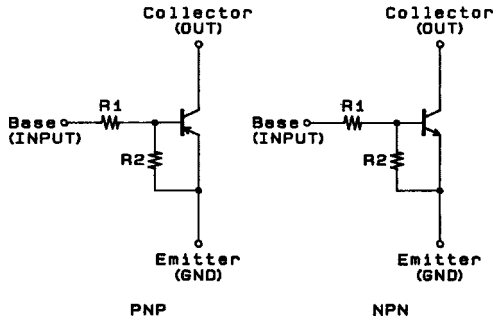 Collector
(OUT)
R1
Base
(INPUT)
R2
Emitter
(GND)
PNP
Collector
(OUT)
R1
Base
(INPUT)
R2
Emitter
(GND)
NPN